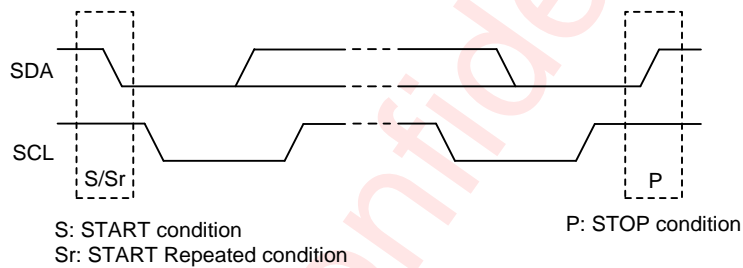 SDA
SCL
S/Sr
P
S: START condition
Sr: START Repeated condition
P: STOP condition